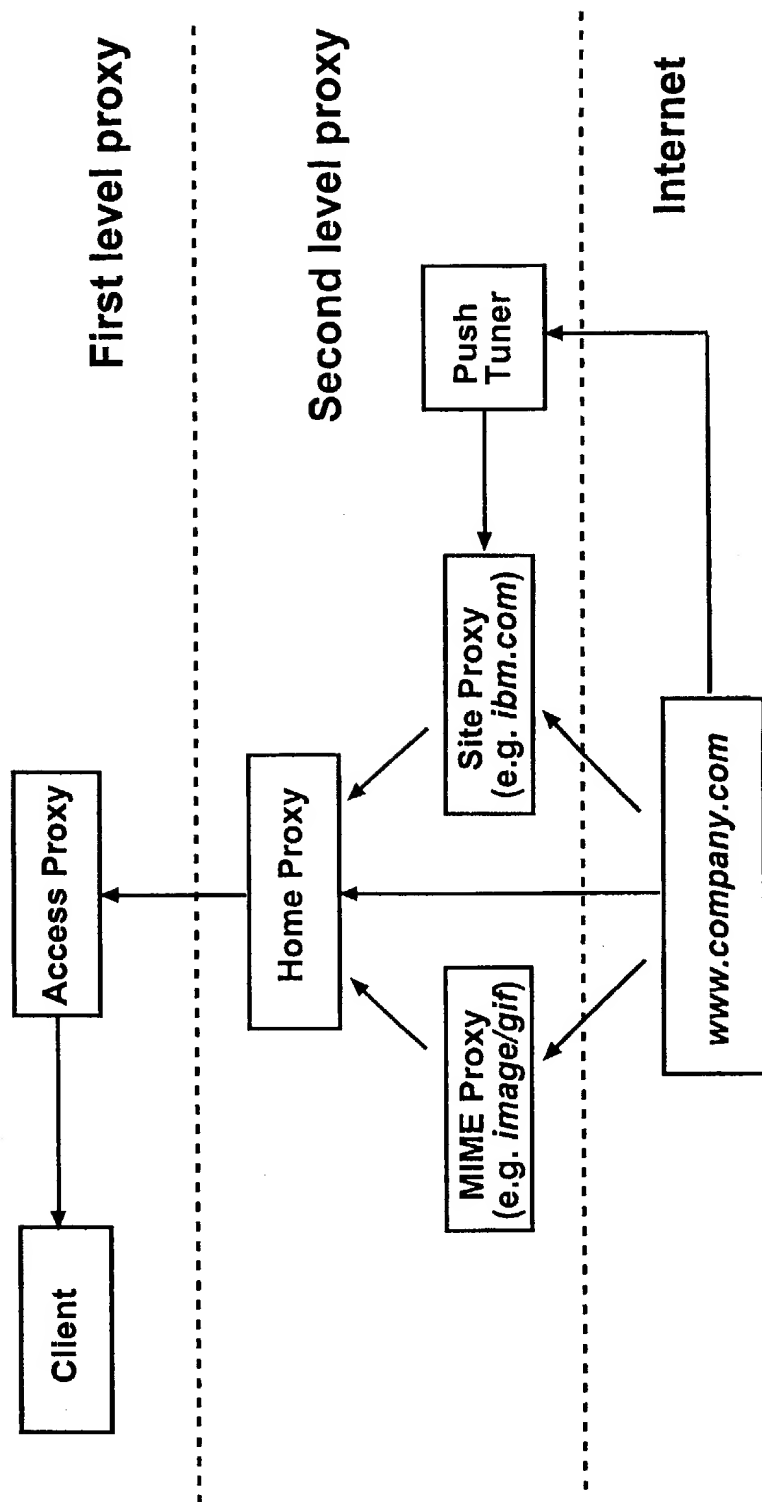 First level proxy
Client
Access Proxy
Second level proxy
Home Proxy
MIME Proxy
(e.g. image/gif)
Site Proxy
(e.g. ibm.com)
Push
Tuner
Internet
www.company.com